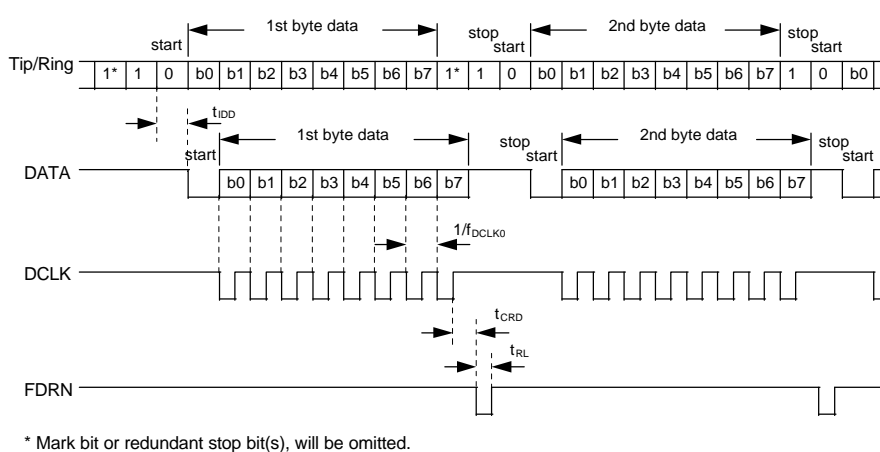 start 1st byte data stop start 2nd byte data stop start
Tip/Ring 1* 1 0 b0 b1 b2 b3 b4 b5 b6 b7 1* 1 0 b0 b1 b2 b3 b4 b5 b6 b7 1 0 b0
tIDD
start 1st byte data stop start 2nd byte data stop start
DATA b0 b1 b2 b3 b4 b5 b6 b7 b0 b1 b2 b3 b4 b5 b6 b7
1/fDCLK0
DCLK
tCRD
tRL
FDRN
* Mark bit or redundant stop bit(s), will be omitted.